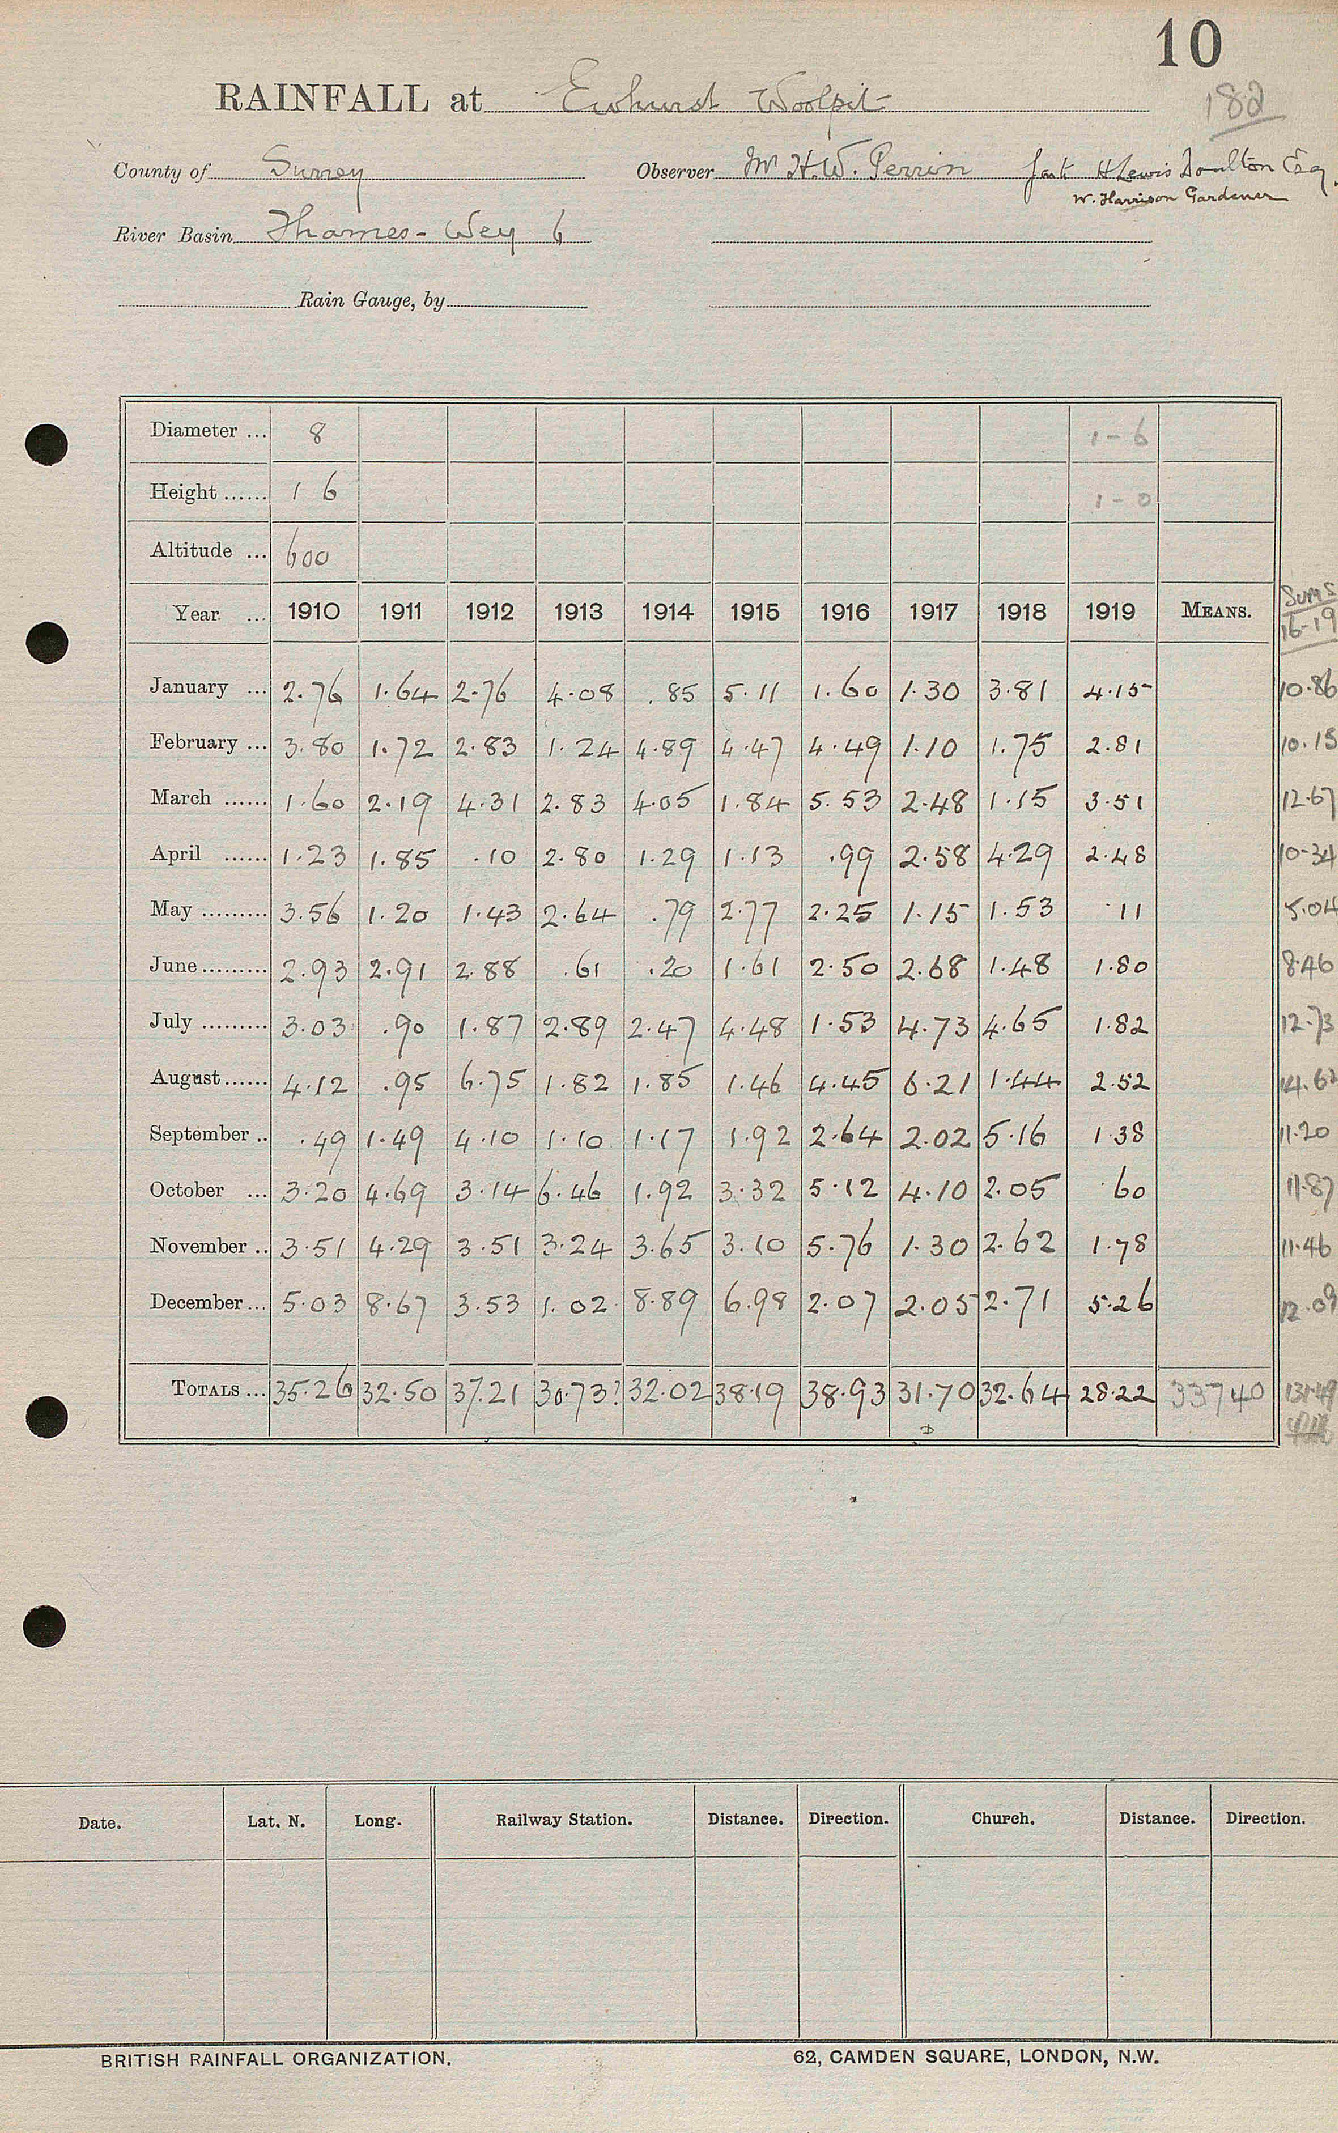 10
RAINFALL at Ewhurst Woolpit
182
County of Surrey Observer Mr H.W. Perrin for H Lewis Doulton Esq.
W. Harrison Gardener
River Basin Thames - Wey 6
Rain Gauge, by
Diameter ... 8 1-6
Height ...... 1 6 1-0
Altitude ... 600
Year ... 1910 1911 1912 1913 1914 1915 1916 1917 1918 1919 MEANS. Sums 16-19
January ... 2.76 1.64 2.76 4.08 .85 5.11 1.60 1.30 3.81 4.15 10.86
February ... 3.80 1.72 2.83 1.24 4.89 4.47 4.49 1.10 1.75 2.81 10.15
March ...... 1.60 2.19 4.31 2.83 4.05 1.84 5.53 2.48 1.15 3.51 12.67
April ...... 1.23 1.85 .10 2.80 1.29 1.13 .99 2.58 4.29 2.48 10.34
May ......... 3.56 1.20 1.43 2.64 .79 2.77 2.25 1.15 1.53 .11 5.04
June ......... 2.93 2.91 2.88 .61 .20 1.61 2.50 2.68 1.48 1.80 8.46
July ......... 3.03 .90 1.87 2.89 2.47 4.48 1.53 4.73 4.65 1.82 12.73
August ...... 4.12 .95 6.75 1.82 1.85 1.46 4.45 6.21 1.44 2.52 14.62
September .. .49 1.49 4.10 1.10 1.17 1.92 2.64 2.02 5.16 1.38 11.20
October ... 3.20 4.69 3.14 6.46 1.92 3.32 5.12 4.10 2.05 .60 11.87
November .. 3.51 4.29 3.51 3.24 3.65 3.10 5.76 1.30 2.62 1.78 11.46
December ... 5.03 8.67 3.53 1.02 8.89 6.98 2.07 2.05 2.71 5.26 12.09
TOTALS ... 35.26 32.50 37.21 30.73? 32.02 38.19 38.93 31.70 32.64 28.22 33740 131.49
Date. Lat. N. Long. Railway Station. Distance. Direction. Church. Distance. Direction.
BRITISH RAINFALL ORGANIZATION. 62, CAMDEN SQUARE, LONDON, N.W.